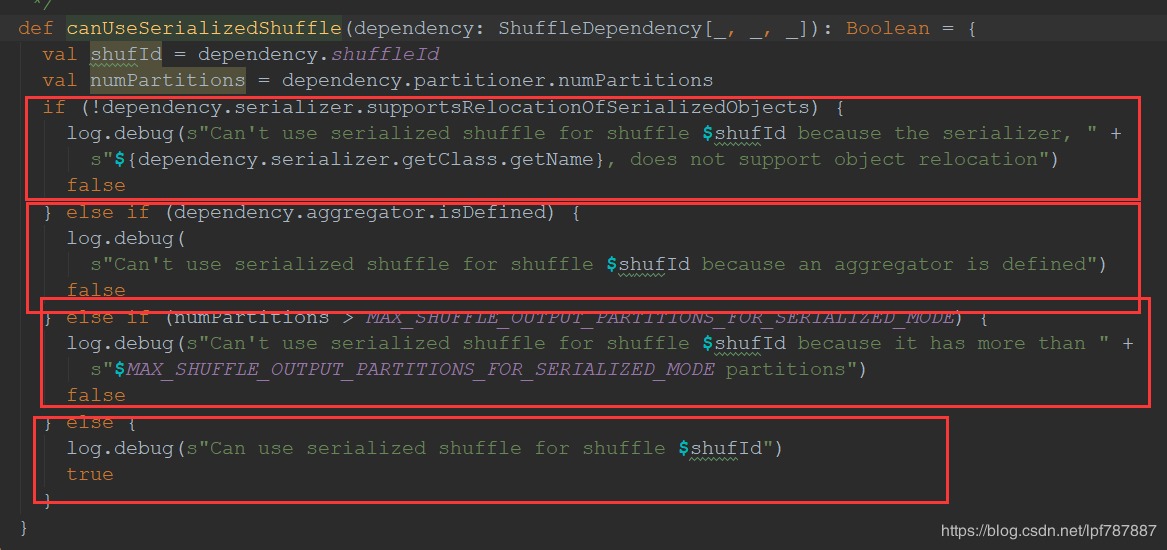 */
def canUseSerializedShuffle(dependency: ShuffleDependency[_, _, _]): Boolean = {
val shufId = dependency.shuffleId
val numPartitions = dependency.partitioner.numPartitions
if (!dependency.serializer.supportsRelocationOfSerializedObjects) {
log.debug(s"Can't use serialized shuffle for shuffle $shufId because the serializer, " +
s"${dependency.serializer.getClass.getName}, does not support object relocation")
false
} else if (dependency.aggregator.isDefined) {
log.debug(
s"Can't use serialized shuffle for shuffle $shufId because an aggregator is defined")
false
} else if (numPartitions > MAX_SHUFFLE_OUTPUT_PARTITIONS_FOR_SERIALIZED_MODE) {
log.debug(s"Can't use serialized shuffle for shuffle $shufId because it has more than " +
s"$MAX_SHUFFLE_OUTPUT_PARTITIONS_FOR_SERIALIZED_MODE partitions")
false
} else {
log.debug(s"Can use serialized shuffle for shuffle $shufId")
true
}
}
https://blog.csdn.net/lpf787887